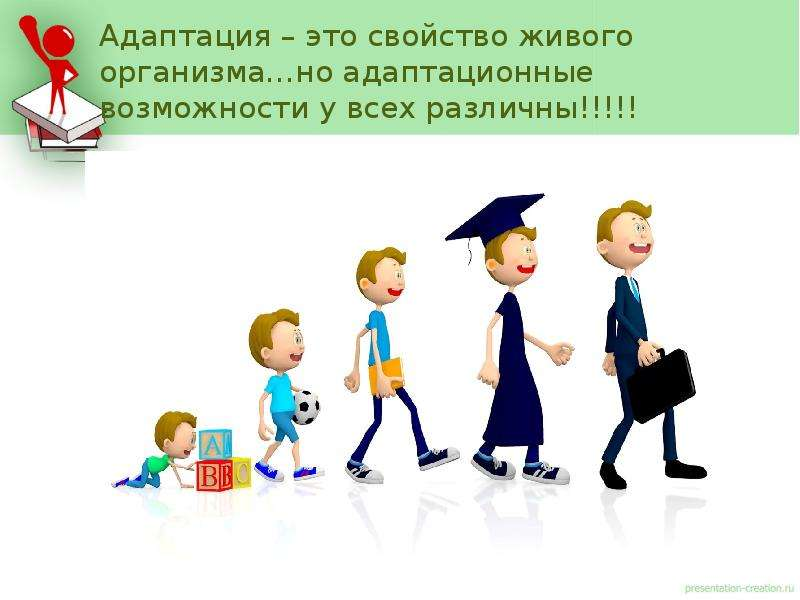 Адаптация – это свойство живого
организма…но адаптационные
возможности у всех различны!!!!!
A
B B C
presentation-creation.ru